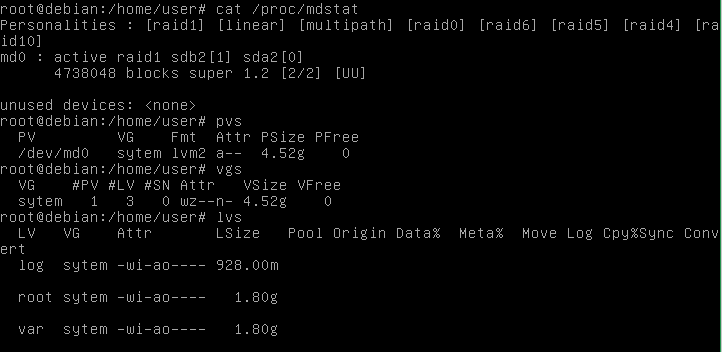 root@debian:/home/user# cat /proc/mdstat
Personalities : [raid1] [linear] [multipath] [raid0] [raid6] [raid5] [raid4] [ra
id10]
md0 : active raid1 sdb2[1] sda2[0]
      4738048 blocks super 1.2 [2/2] [UU]

unused devices: <none>
root@debian:/home/user# pvs
  PV         VG    Fmt  Attr PSize PFree
  /dev/md0   sytem lvm2 a--  4.52g    0
root@debian:/home/user# vgs
  VG    #PV #LV #SN Attr   VSize VFree
  sytem   1   3   0 wz--n- 4.52g    0
root@debian:/home/user# lvs
  LV   VG    Attr       LSize   Pool Origin Data%  Meta%  Move Log Cpy%Sync Conv
ert
  log  sytem -wi-ao---- 928.00m

  root sytem -wi-ao----   1.80g

  var  sytem -wi-ao----   1.80g